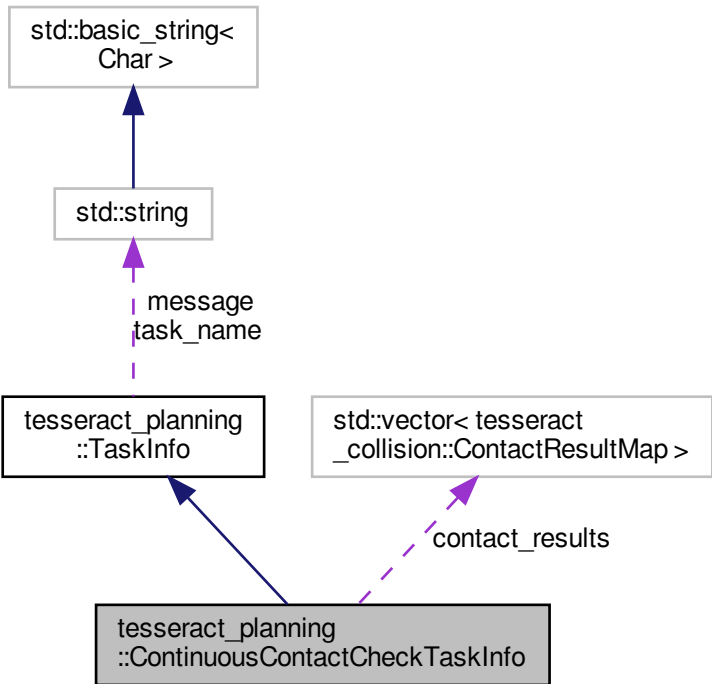 std::basic_string<
Char >
std::string
message
task_name
tesseract_planning
::TaskInfo
std::vector< tesseract
_collision::ContactResultMap >
contact_results
tesseract_planning
::ContinuousContactCheckTaskInfo